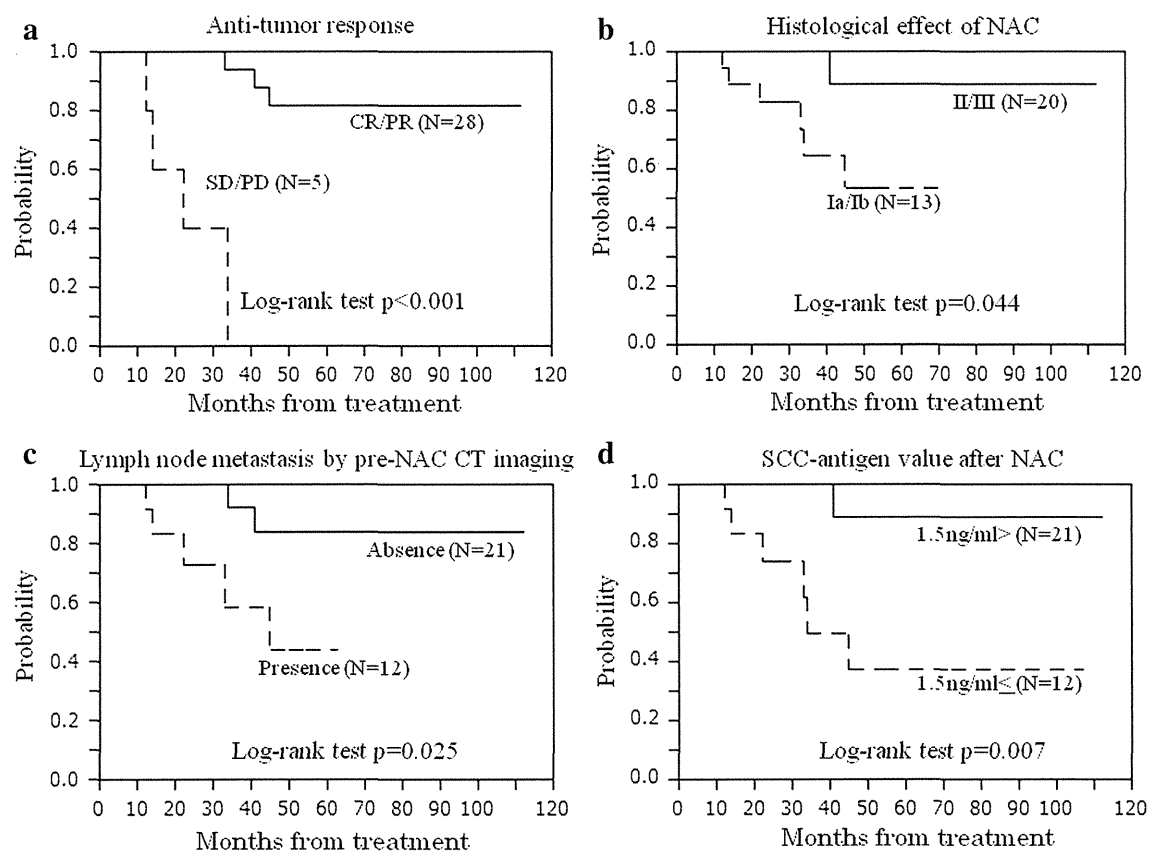 a
Anti-tumor response
1.0
0.8
0.6
0.4
0.2
0.0
Probability
CR/PR (N=28)
SD/PD (N=5)
Log-rank test p<0.001
0 10 20 30 40 50 60 70 80 90 100 120
Months from treatment
b
Histological effect of NAC
1.0
0.8
0.6
0.4
0.2
0.0
Probability
II/III (N=20)
Ia/Ib (N=13)
Log-rank test p=0.044
0 10 20 30 40 50 60 70 80 90 100 120
Months from treatment
c
Lymph node metastasis by pre-NAC CT imaging
1.0
0.8
0.6
0.4
0.2
0.0
Probability
Absence (N=21)
Presence (N=12)
Log-rank test p=0.025
0 10 20 30 40 50 60 70 80 90 100 120
Months from treatment
d
SCC-antigen value after NAC
1.0
0.8
0.6
0.4
0.2
0.0
Probability
1.5ng/ml> (N=21)
1.5ng/ml≤ (N=12)
Log-rank test p=0.007
0 10 20 30 40 50 60 70 80 90 100 120
Months from treatment